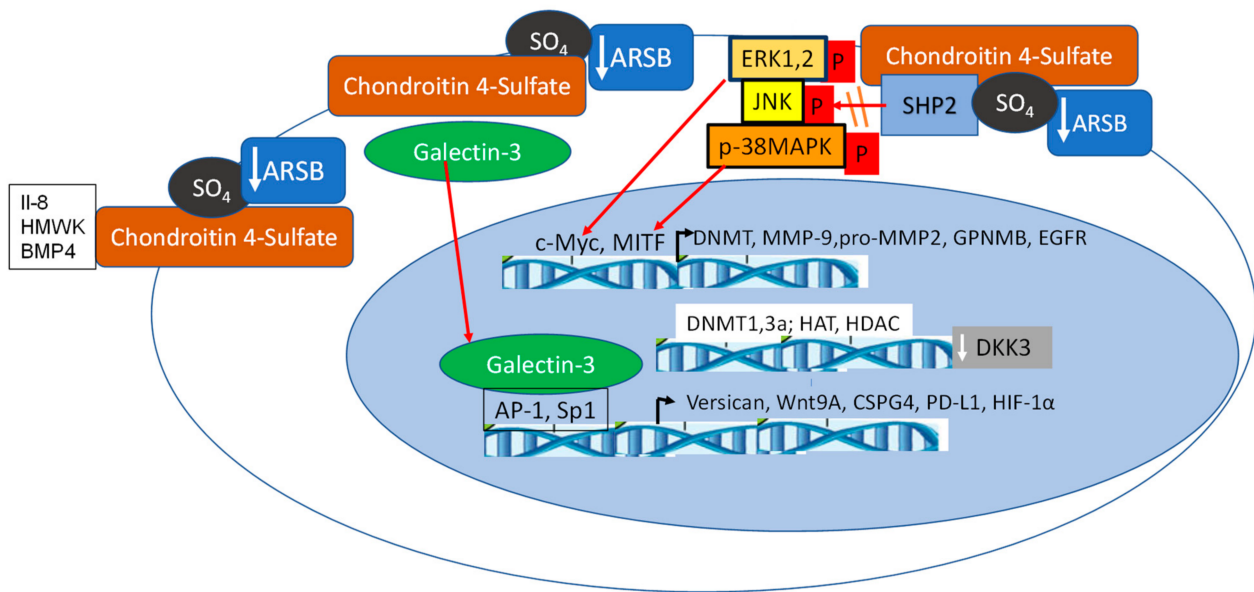 SO4
↓ARSB
Chondroitin 4-Sulfate
Galectin-3
ERK1,2
P
JNK
P
p-38MAPK
P
Chondroitin 4-Sulfate
SHP2
SO4
↓ARSB
SO4
↓ARSB
Il-8
HMWK
BMP4
Chondroitin 4-Sulfate
c-Myc, MITF
DNMT, MMP-9,pro-MMP2, GPNMB, EGFR
DNMT1,3a; HAT, HDAC
↓DKK3
Galectin-3
AP-1, Sp1
Versican, Wnt9A, CSPG4, PD-L1, HIF-1α